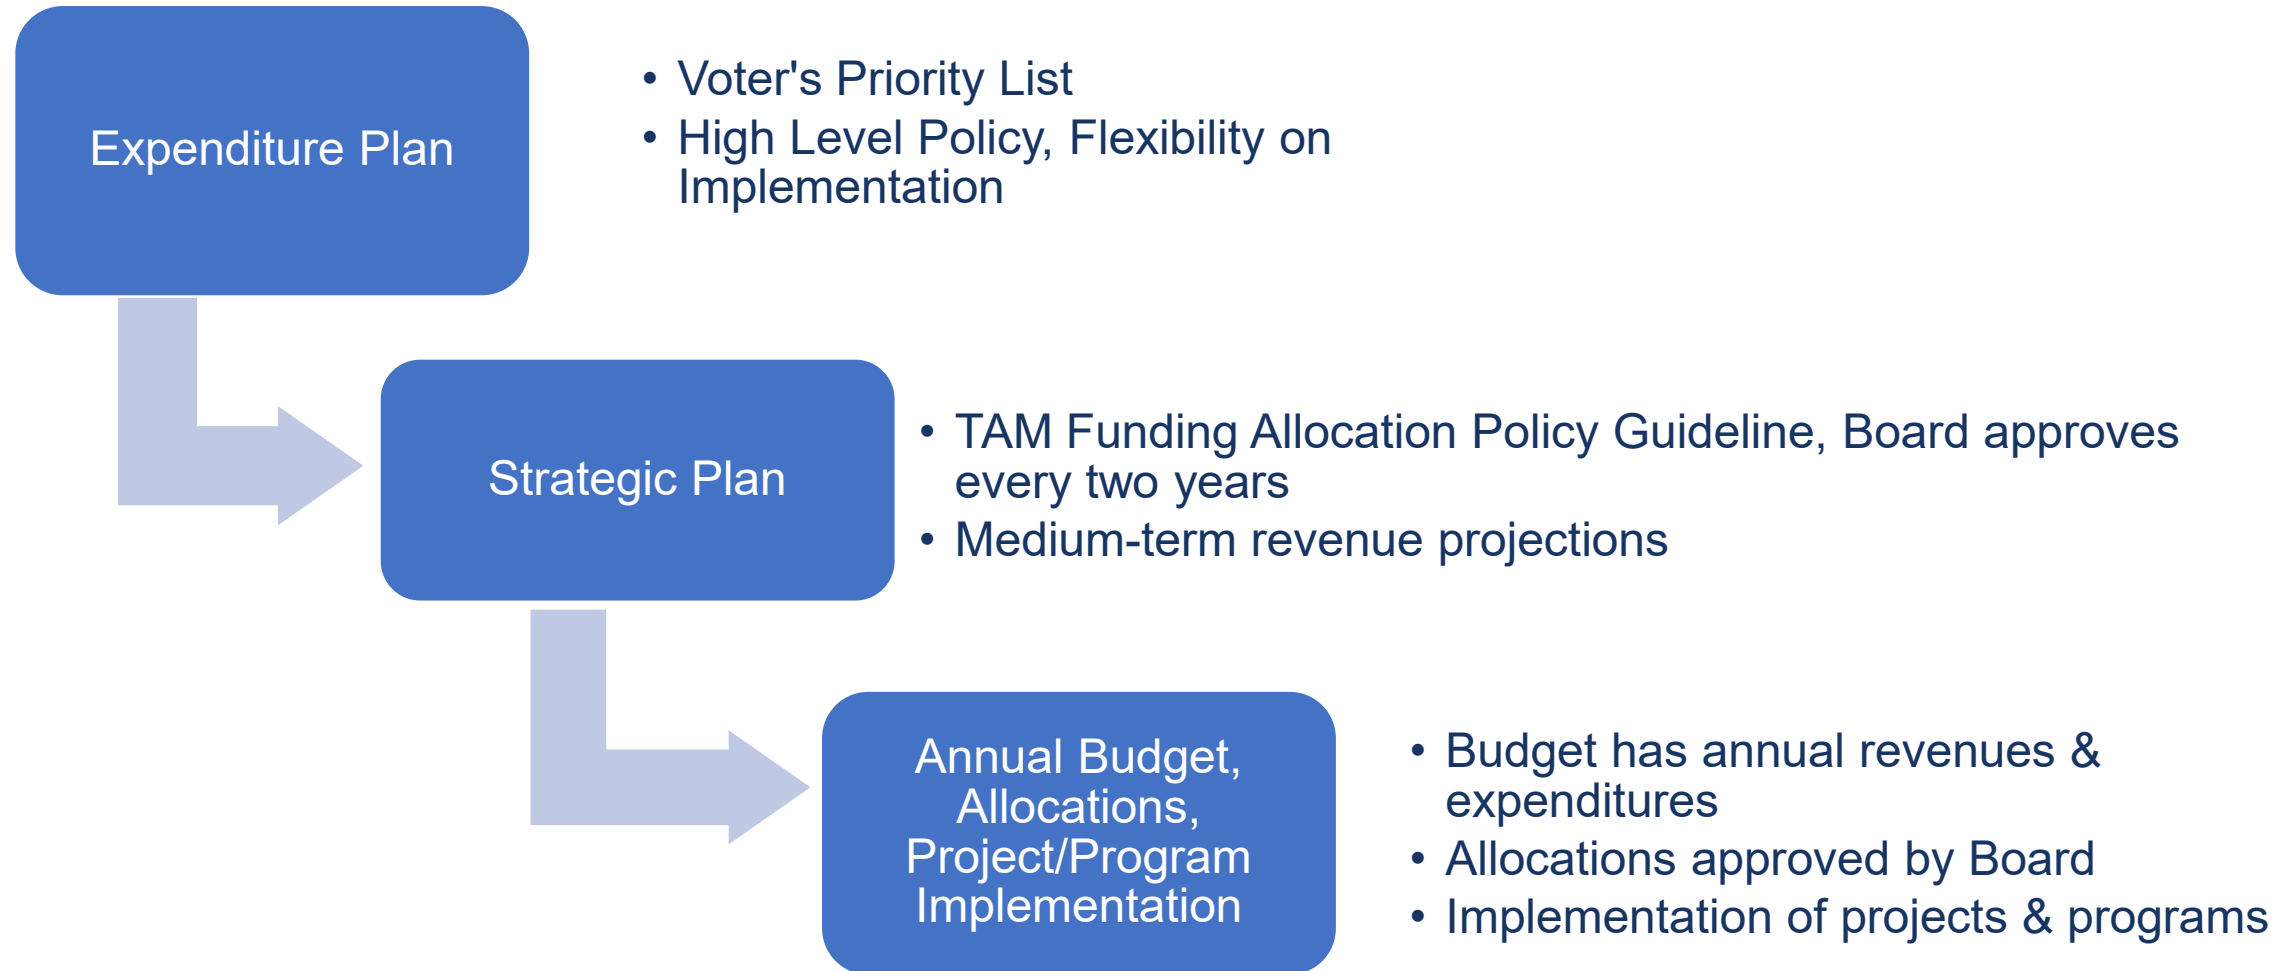 Expenditure Plan
• Voter's Priority List
• High Level Policy, Flexibility on
Implementation
Strategic Plan
• TAM Funding Allocation Policy Guideline, Board approves
every two years
• Medium-term revenue projections
Annual Budget,
Allocations,
Project/Program
Implementation
• Budget has annual revenues &
expenditures
• Allocations approved by Board
• Implementation of projects & programs